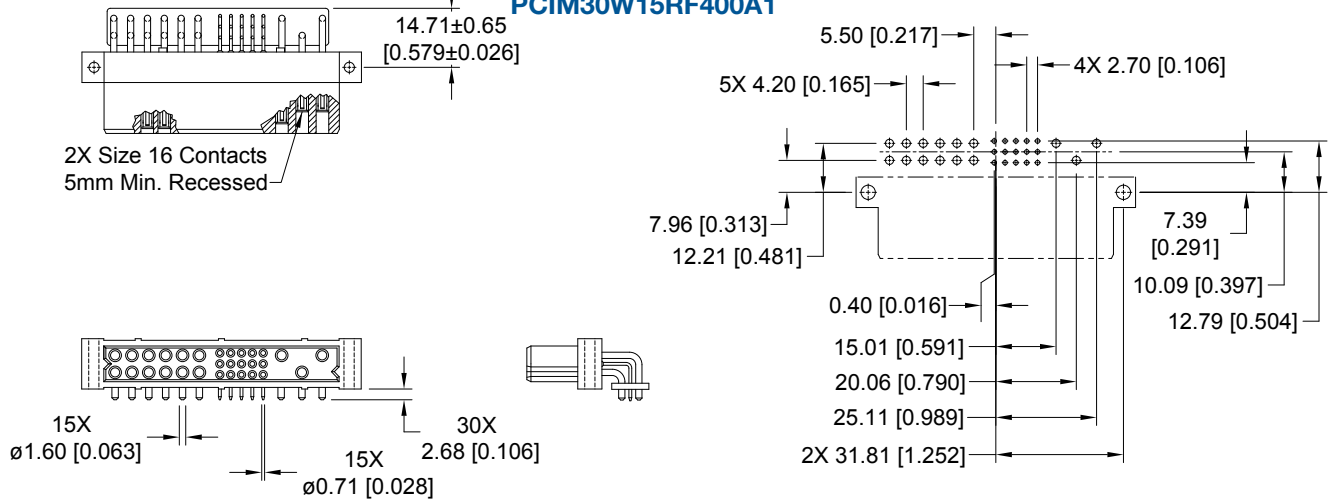 PCIM30W15RF400A1
14.71±0.65
[0.579±0.026]
2X Size 16 Contacts
5mm Min. Recessed
5.50 [0.217]
4X 2.70 [0.106]
5X 4.20 [0.165]
7.96 [0.313]
12.21 [0.481]
7.39
[0.291]
10.09 [0.397]
12.79 [0.504]
0.40 [0.016]
15.01 [0.591]
20.06 [0.790]
25.11 [0.989]
2X 31.81 [1.252]
15X
ø1.60 [0.063]
15X
ø0.71 [0.028]
30X
2.68 [0.106]